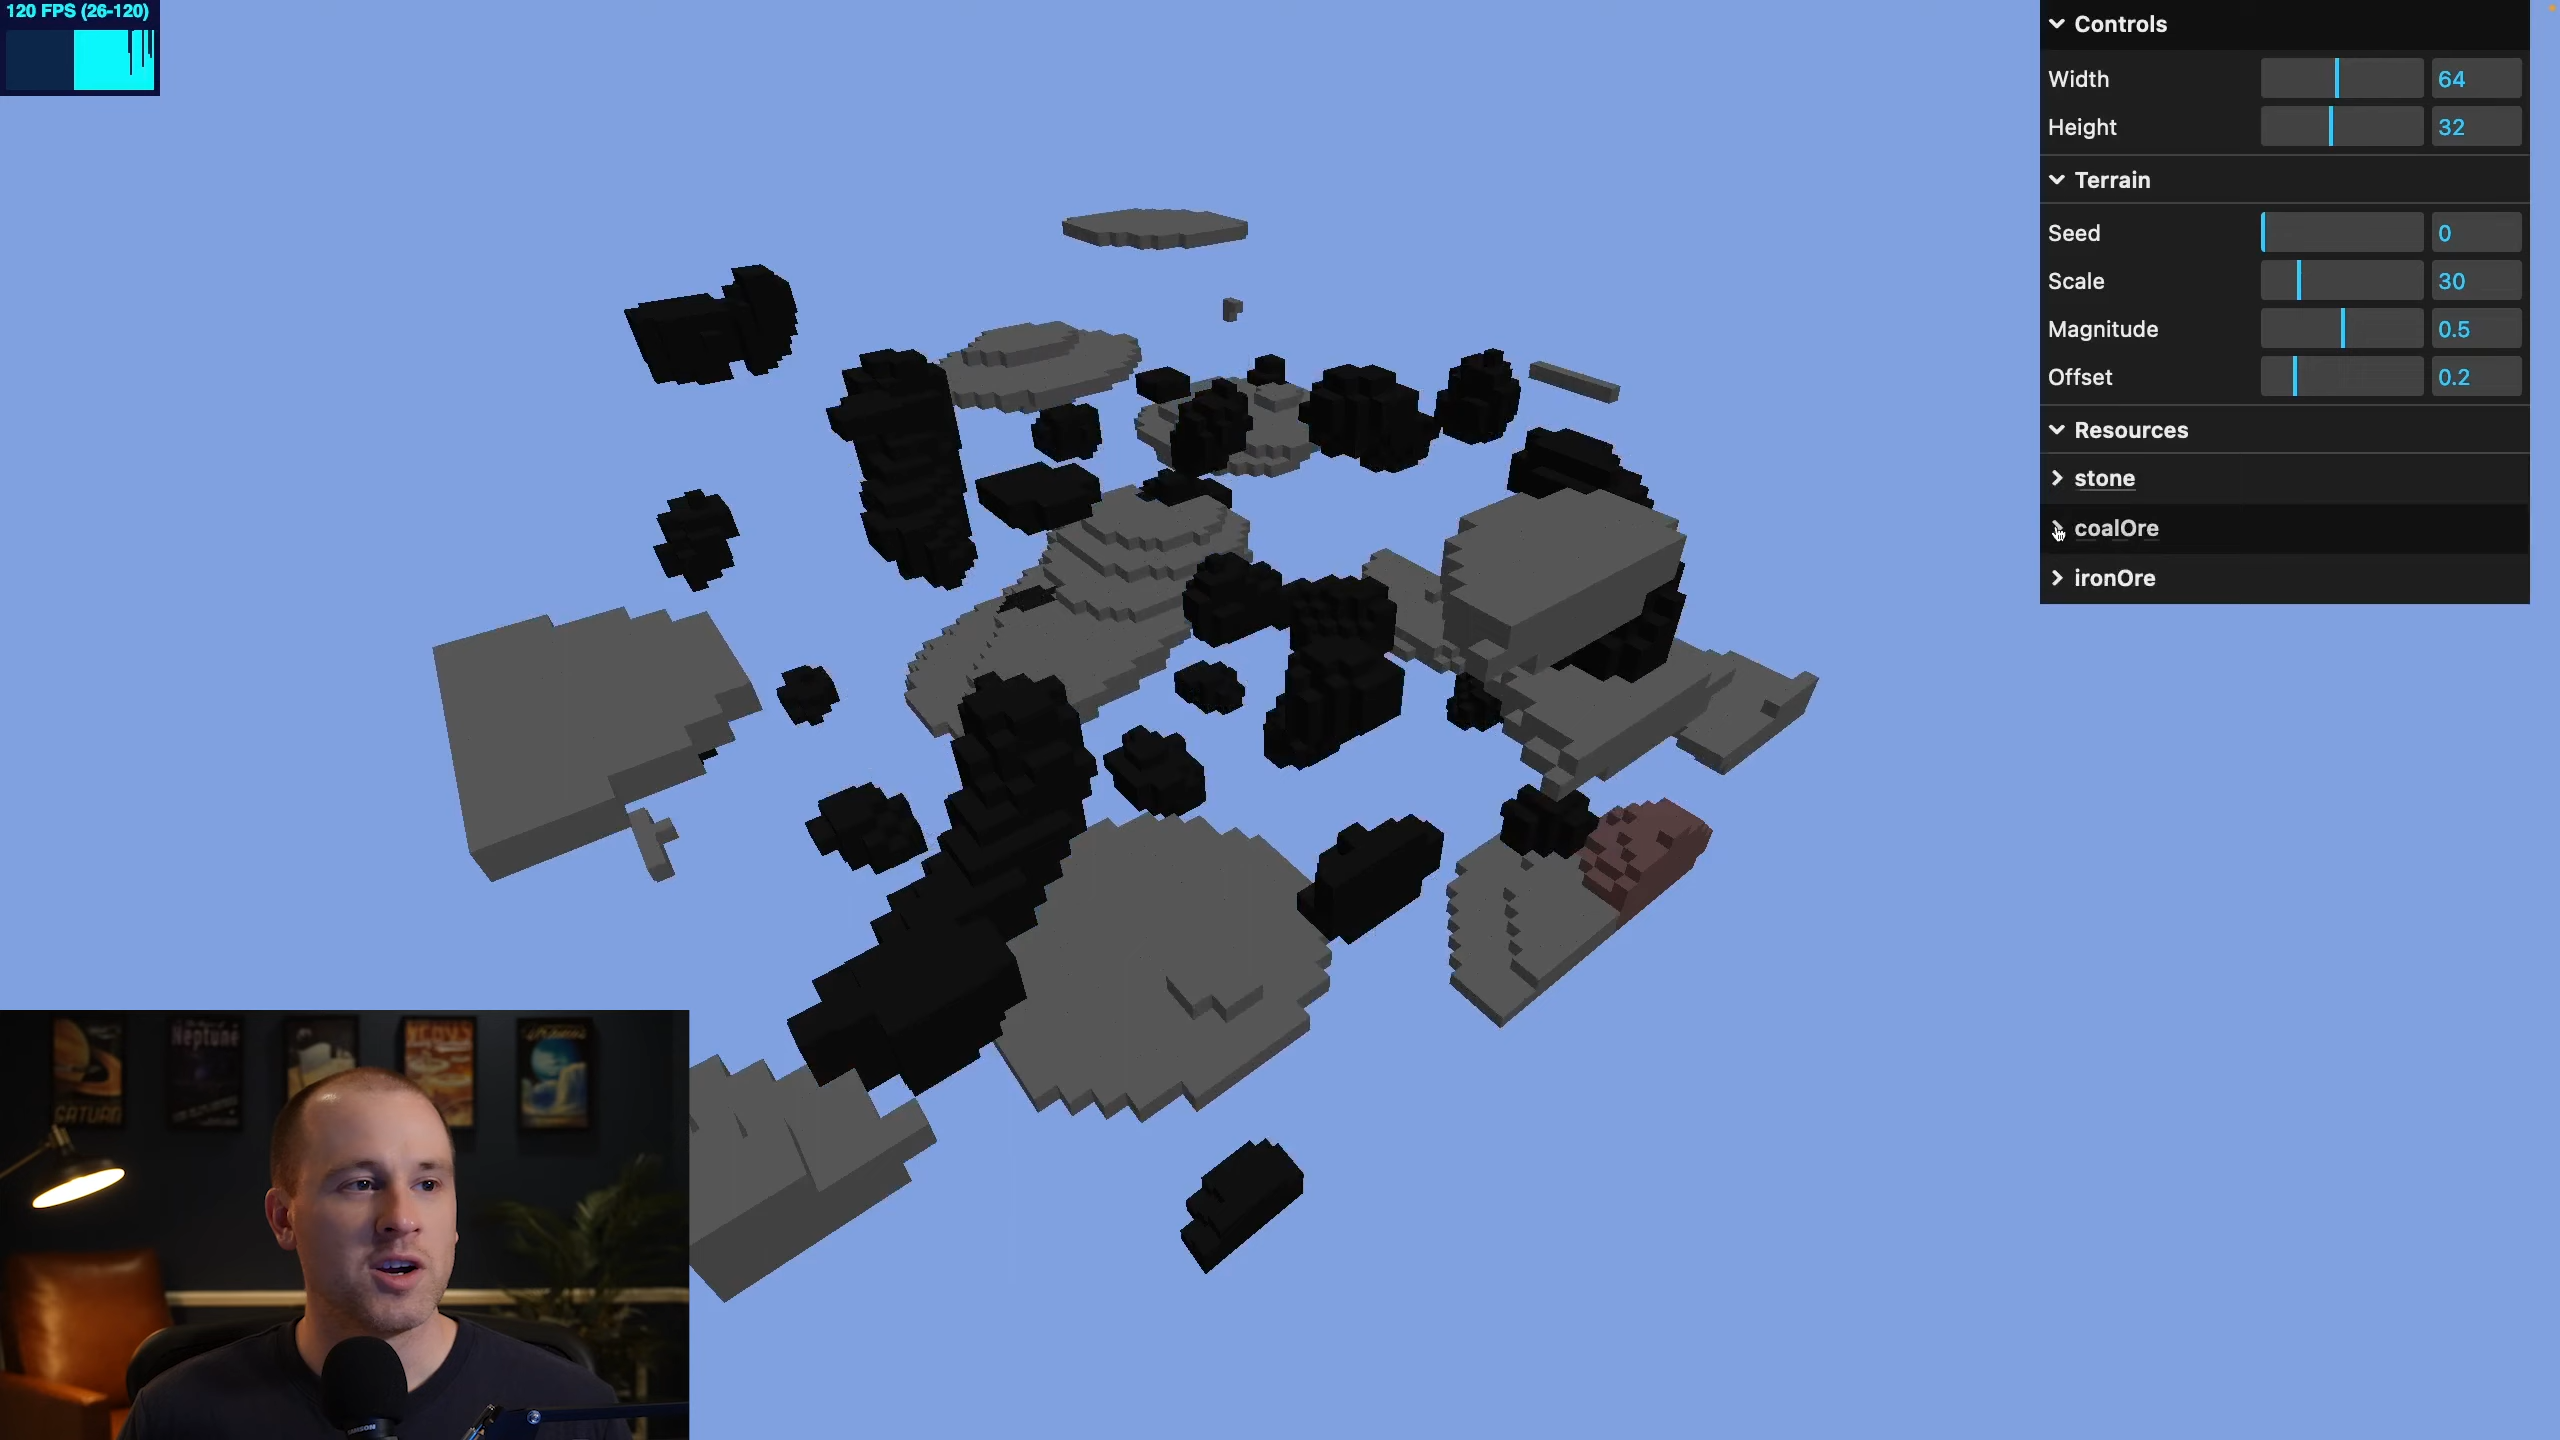 120 FPS (26-120)
Controls
Width 64
Height 32
Terrain
Seed 0
Scale 30
Magnitude 0.5
Offset 0.2
Resources
stone
coalOre
ironOre
Neptune
VENUS
SATURN